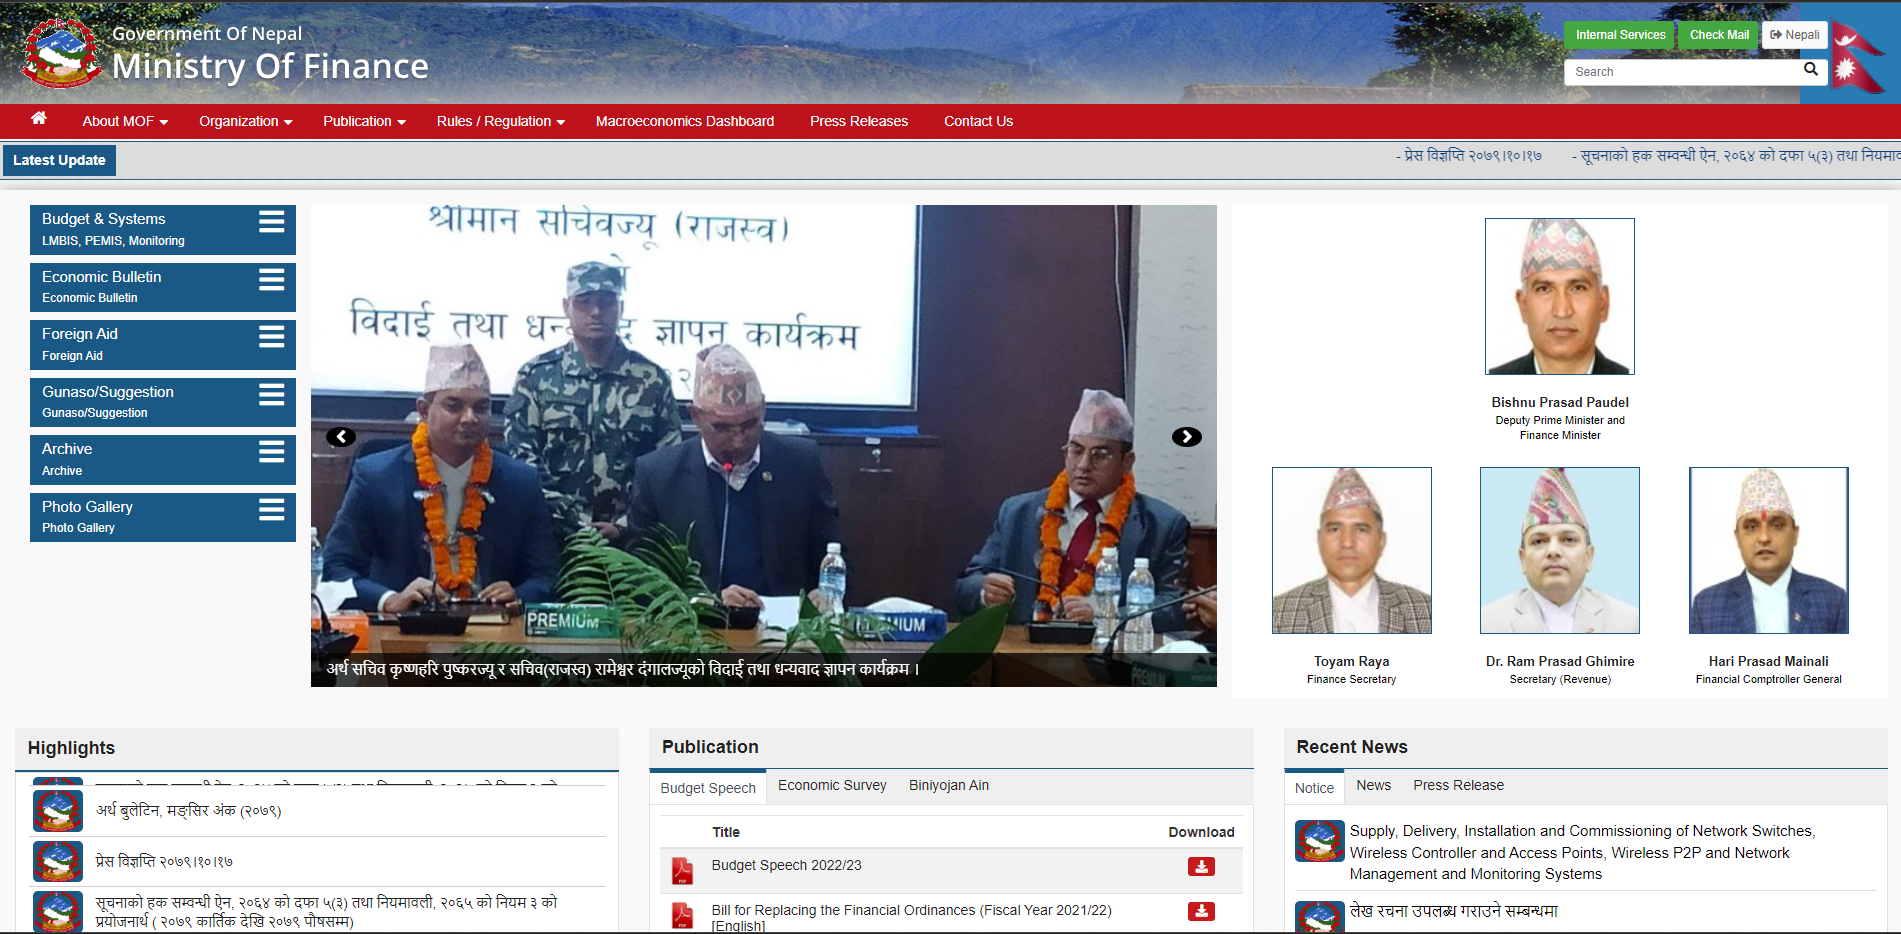 Government Of Nepal
Ministry Of Finance
Internal Services
Check Mail
Nepali
Search
About MOF
Organization
Publication
Rules / Regulation
Macroeconomics Dashboard
Press Releases
Contact Us
Latest Update
- प्रेस विज्ञप्ति २०७९।१०।१७
- सूचनाको हक सम्वन्धी ऐन, २०६४ को दफा ५(३) तथा नियमाव
Budget & Systems
LMBIS, PEMIS, Monitoring
Economic Bulletin
Economic Bulletin
Foreign Aid
Foreign Aid
Gunaso/Suggestion
Gunaso/Suggestion
Archive
Archive
Photo Gallery
Photo Gallery
श्रीमान सचिवज्यू (राजस्व)
विदाई तथा ज्ञापन कार्यक्रम
PREMIUM
अर्थ सचिव कृष्णहरि पुष्करज्यू र सचिव(राजस्व) रामेश्वर दंगालज्यूको विदाई तथा धन्यवाद ज्ञापन कार्यक्रम ।
Bishnu Prasad Paudel
Deputy Prime Minister and
Finance Minister
Toyam Raya
Finance Secretary
Dr. Ram Prasad Ghimire
Secretary (Revenue)
Hari Prasad Mainali
Financial Comptroller General
Highlights
अर्थ बुलेटिन, मङ्सिर अंक (२०७९)
प्रेस विज्ञप्ति २०७९।१०।१७
सूचनाको हक सम्वन्धी ऐन, २०६४ को दफा ५(३) तथा नियमावली, २०६५ को नियम ३ को
प्रयोजनार्थ ( २०७९ कार्तिक देखि २०७९ पौषसम्म)
Publication
Budget Speech
Economic Survey
Biniyojan Ain
Title
Download
Budget Speech 2022/23
Bill for Replacing the Financial Ordinances (Fiscal Year 2021/22)
[English]
Recent News
Notice
News
Press Release
Supply, Delivery, Installation and Commissioning of Network Switches,
Wireless Controller and Access Points, Wireless P2P and Network
Management and Monitoring Systems
लेख रचना उपलब्ध गराउने सम्बन्धमा